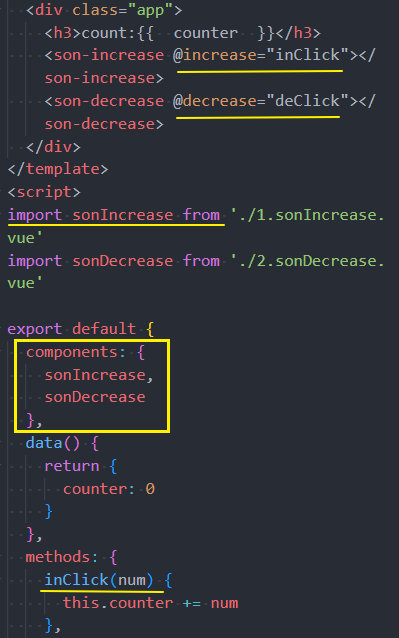 <div class="app">
<h3>count:{{ counter }}</h3>
<son-increase @increase="inClick"></
son-increase>
<son-decrease @decrease="deClick"></
son-decrease>
</div>
</template>
<script>
import sonIncrease from './1.sonIncrease.
vue'
import sonDecrease from './2.sonDecrease.
vue'
export default {
components: {
sonIncrease,
sonDecrease
},
data() {
return {
counter: 0
}
},
methods: {
inClick(num) {
this.counter += num
},